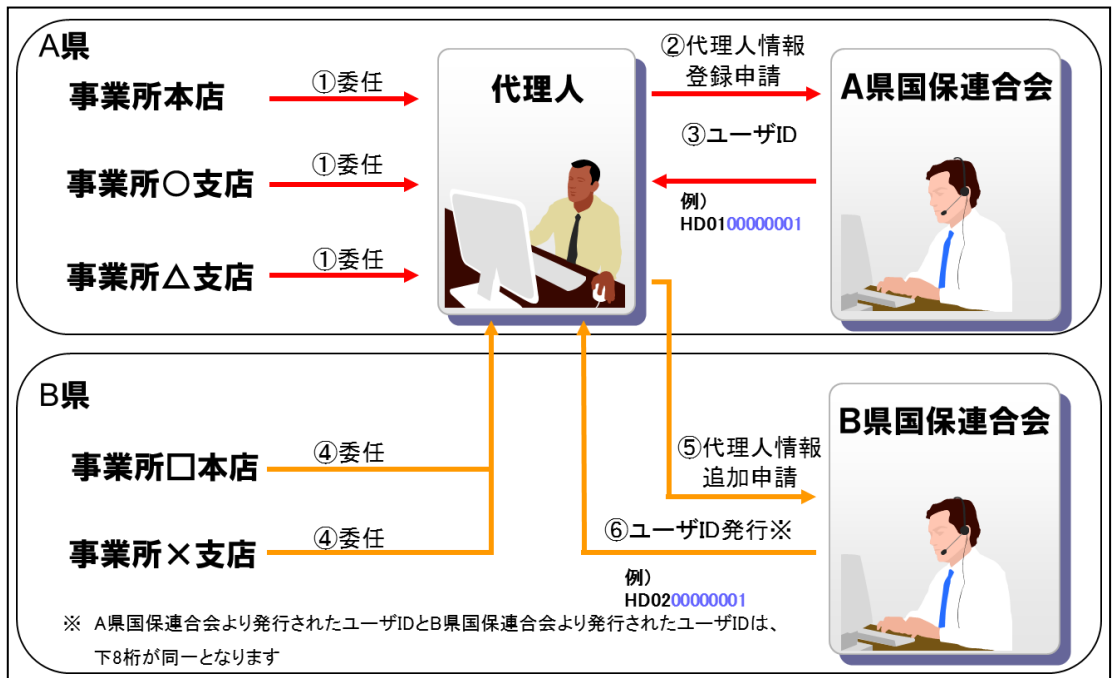 A県
事業所本店
①委任
代理人
②代理人情報
登録申請
A県国保連合会
事業所○支店
①委任
③ユーザID
例）
HD0100000001
事業所△支店
①委任
B県
B県国保連合会
事業所□本店
④委任
⑤代理人情報
追加申請
事業所×支店
④委任
⑥ユーザID発行※
例）
HD0200000001
※ A県国保連合会より発行されたユーザIDとB県国保連合会より発行されたユーザIDは、
下8桁が同一となります